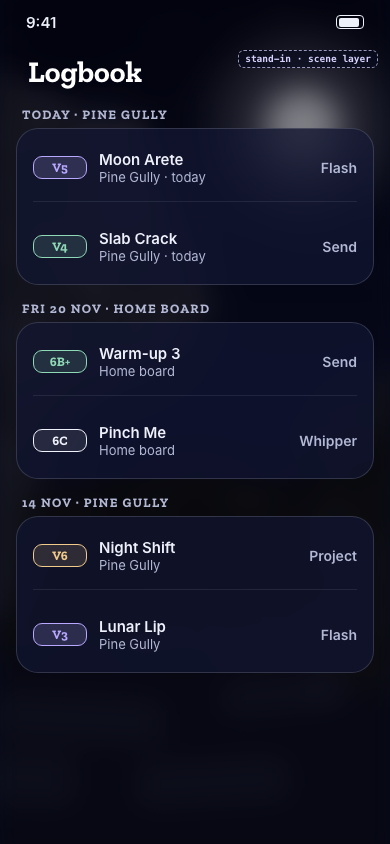 9:41
stand-in · scene layer
Logbook
TODAY · PINE GULLY
V5
Moon Arete
Pine Gully · today
Flash
V4
Slab Crack
Pine Gully · today
Send
FRI 20 NOV · HOME BOARD
6B+
Warm-up 3
Home board
Send
6C
Pinch Me
Home board
Whipper
14 NOV · PINE GULLY
V6
Night Shift
Pine Gully
Project
V3
Lunar Lip
Pine Gully
Flash